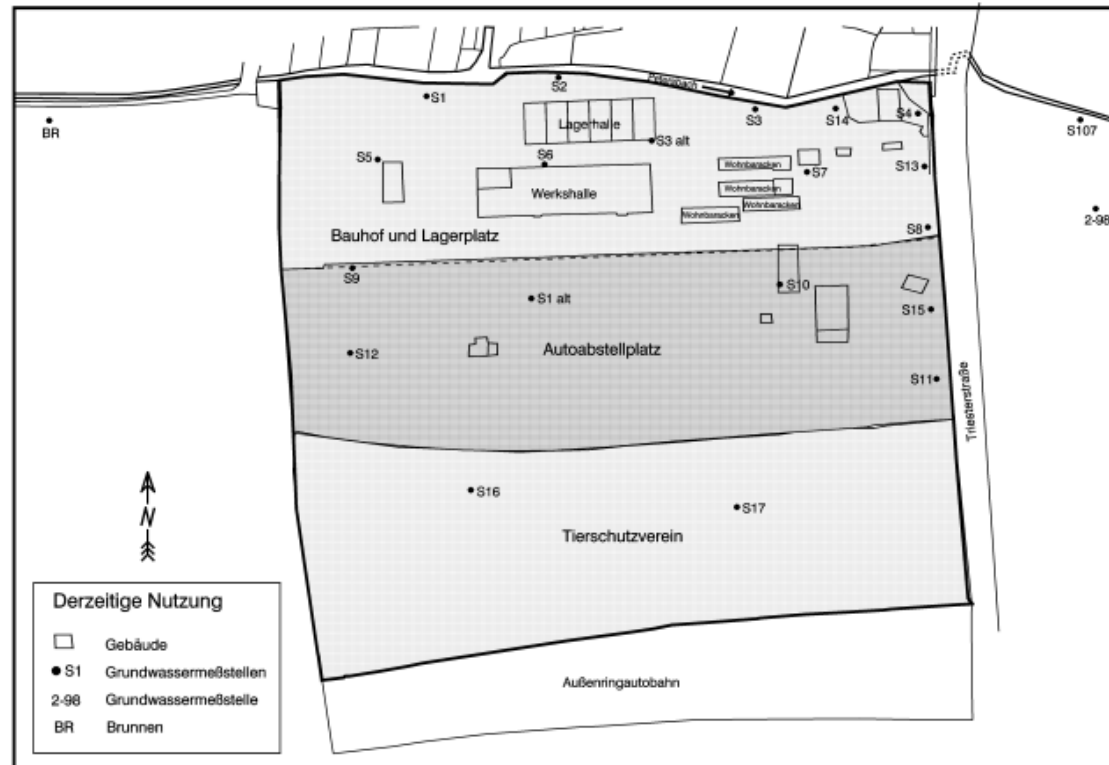 S2
S1
S3
S14
S4
BR
S107
Lagerhalle
S3 alt
S5
S6
Wohnbaracken
S7
S13
Werkshalle
Wohnbaracken
Wohnbaracken
Wohnbaracken
2-98
Bauhof und Lagerplatz
S8
S9
S10
S1 alt
S15
S12
Autoabstellplatz
S11
Triesterstraße
S16
S17
N
Tierschutzverein
Derzeitige Nutzung
Gebäude
S1 Grundwassermeßstellen
2-98 Grundwassermeßstelle
BR Brunnen
Außenringautobahn